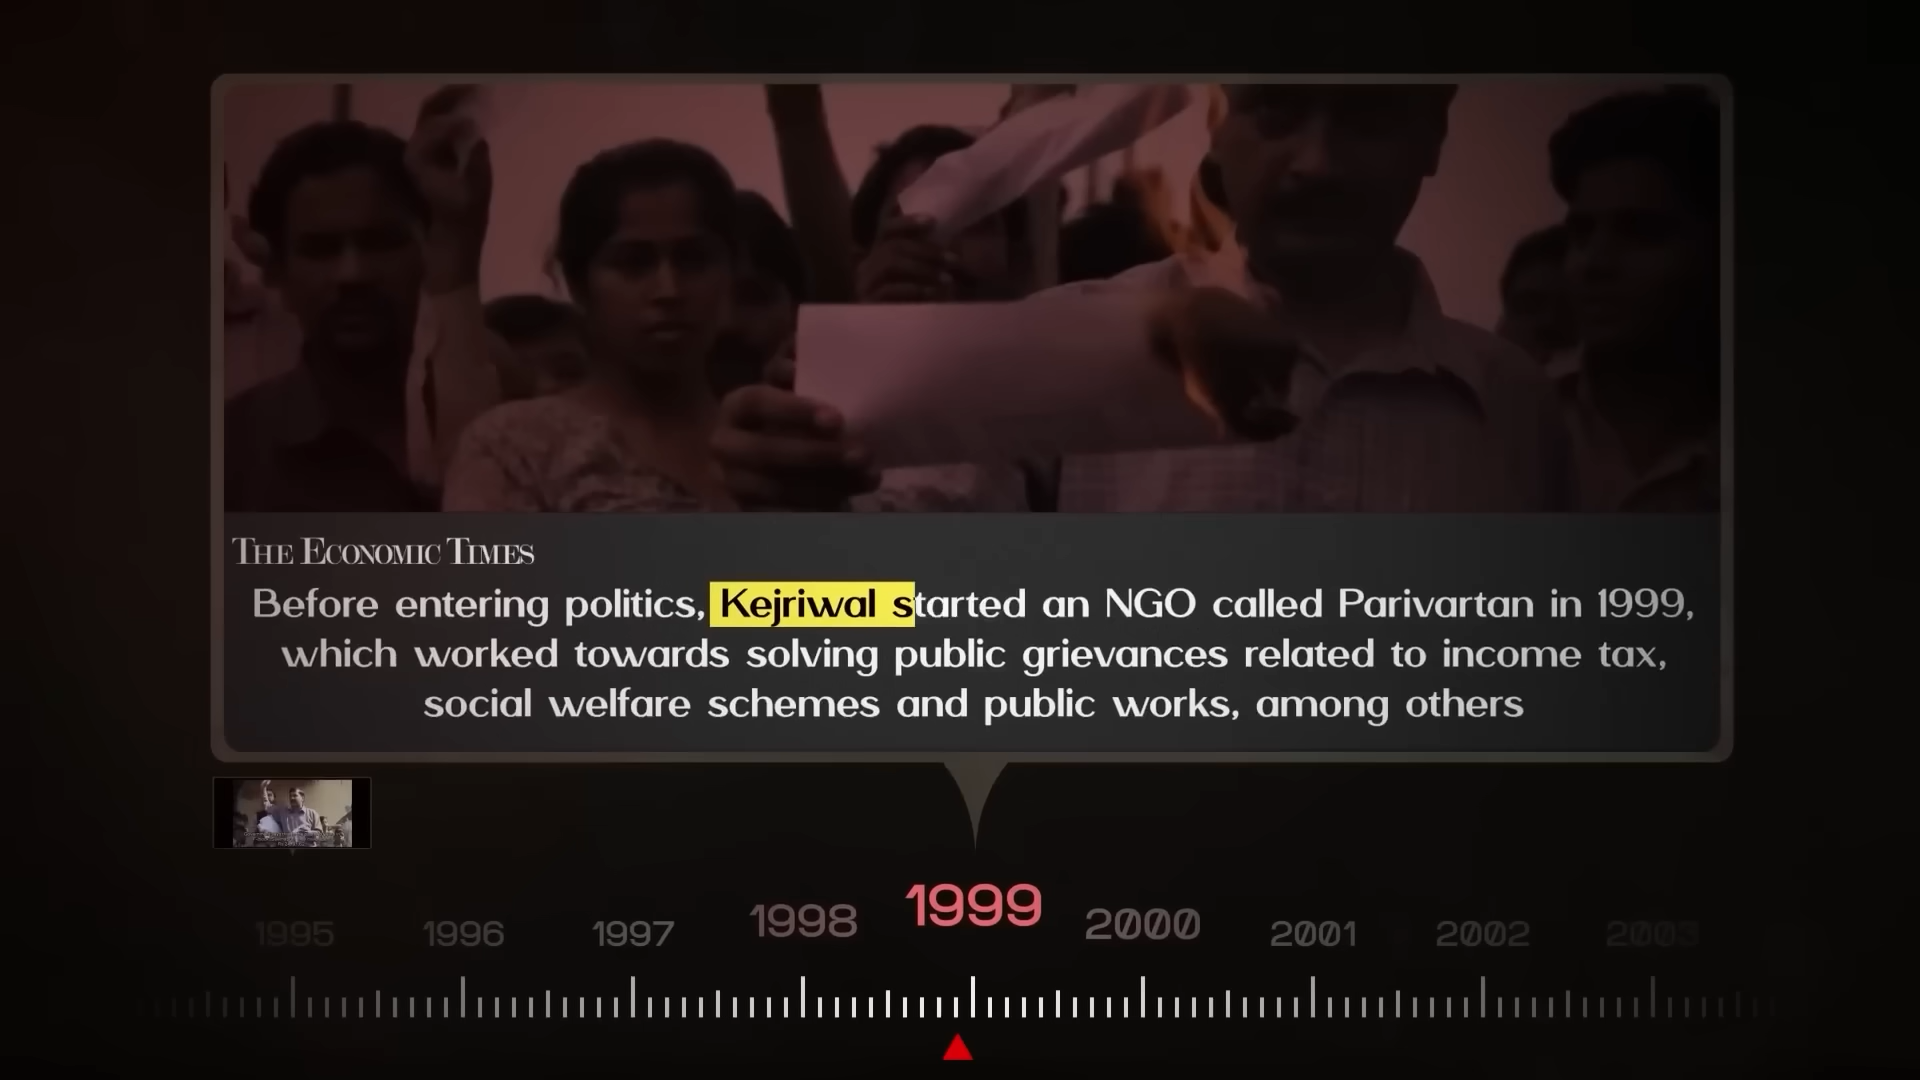 THE ECONOMIC TIMES
Before entering politics, Kejriwal started an NGO called Parivartan in 1999,
which worked towards solving public grievances related to income tax,
social welfare schemes and public works, among others
1995 1996 1997 1998 1999 2000 2001 2002 2003